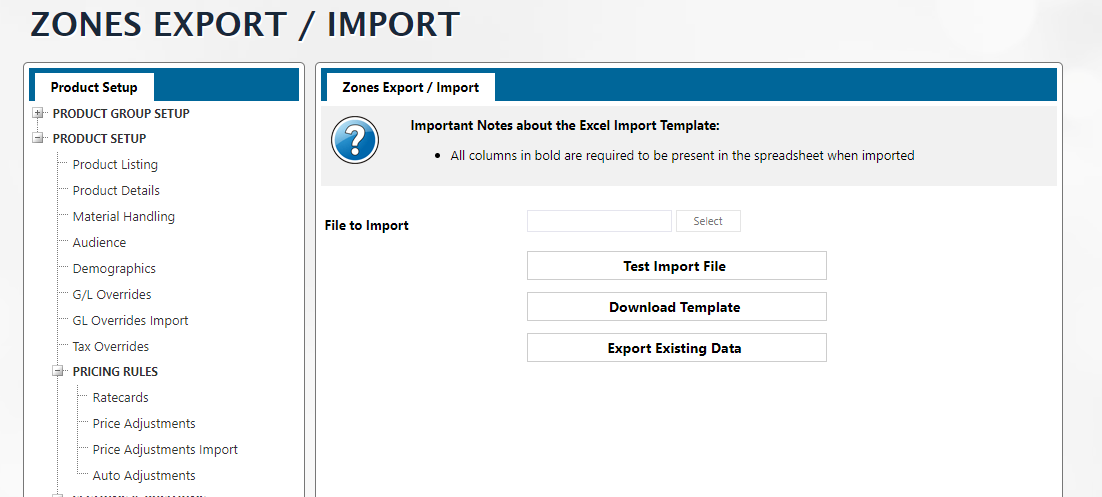 ZONES EXPORT / IMPORT
Product Setup
PRODUCT GROUP SETUP
PRODUCT SETUP
Product Listing
Product Details
Material Handling
Audience
Demographics
G/L Overrides
GL Overrides Import
Tax Overrides
PRICING RULES
Ratecards
Price Adjustments
Price Adjustments Import
Auto Adjustments
Zones Export / Import
Important Notes about the Excel Import Template:
• All columns in bold are required to be present in the spreadsheet when imported
File to Import
Select
Test Import File
Download Template
Export Existing Data